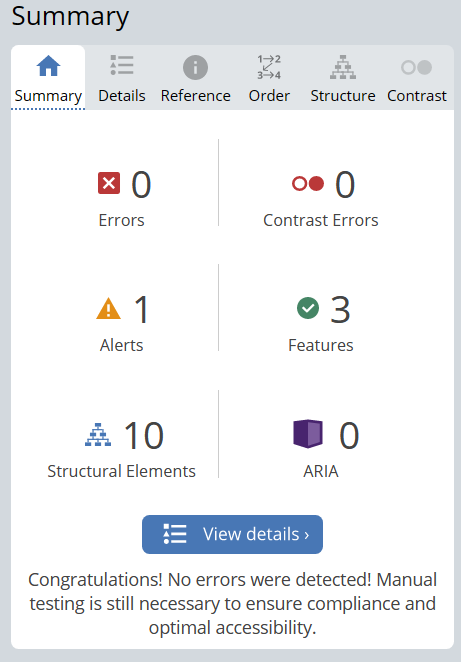 Summary
Summary Details Reference Order Structure Contrast
1→2
3→4
0 0
Errors Contrast Errors
1 3
Alerts Features
10 0
Structural Elements ARIA
View details ›
Congratulations! No errors were detected! Manual
testing is still necessary to ensure compliance and
optimal accessibility.